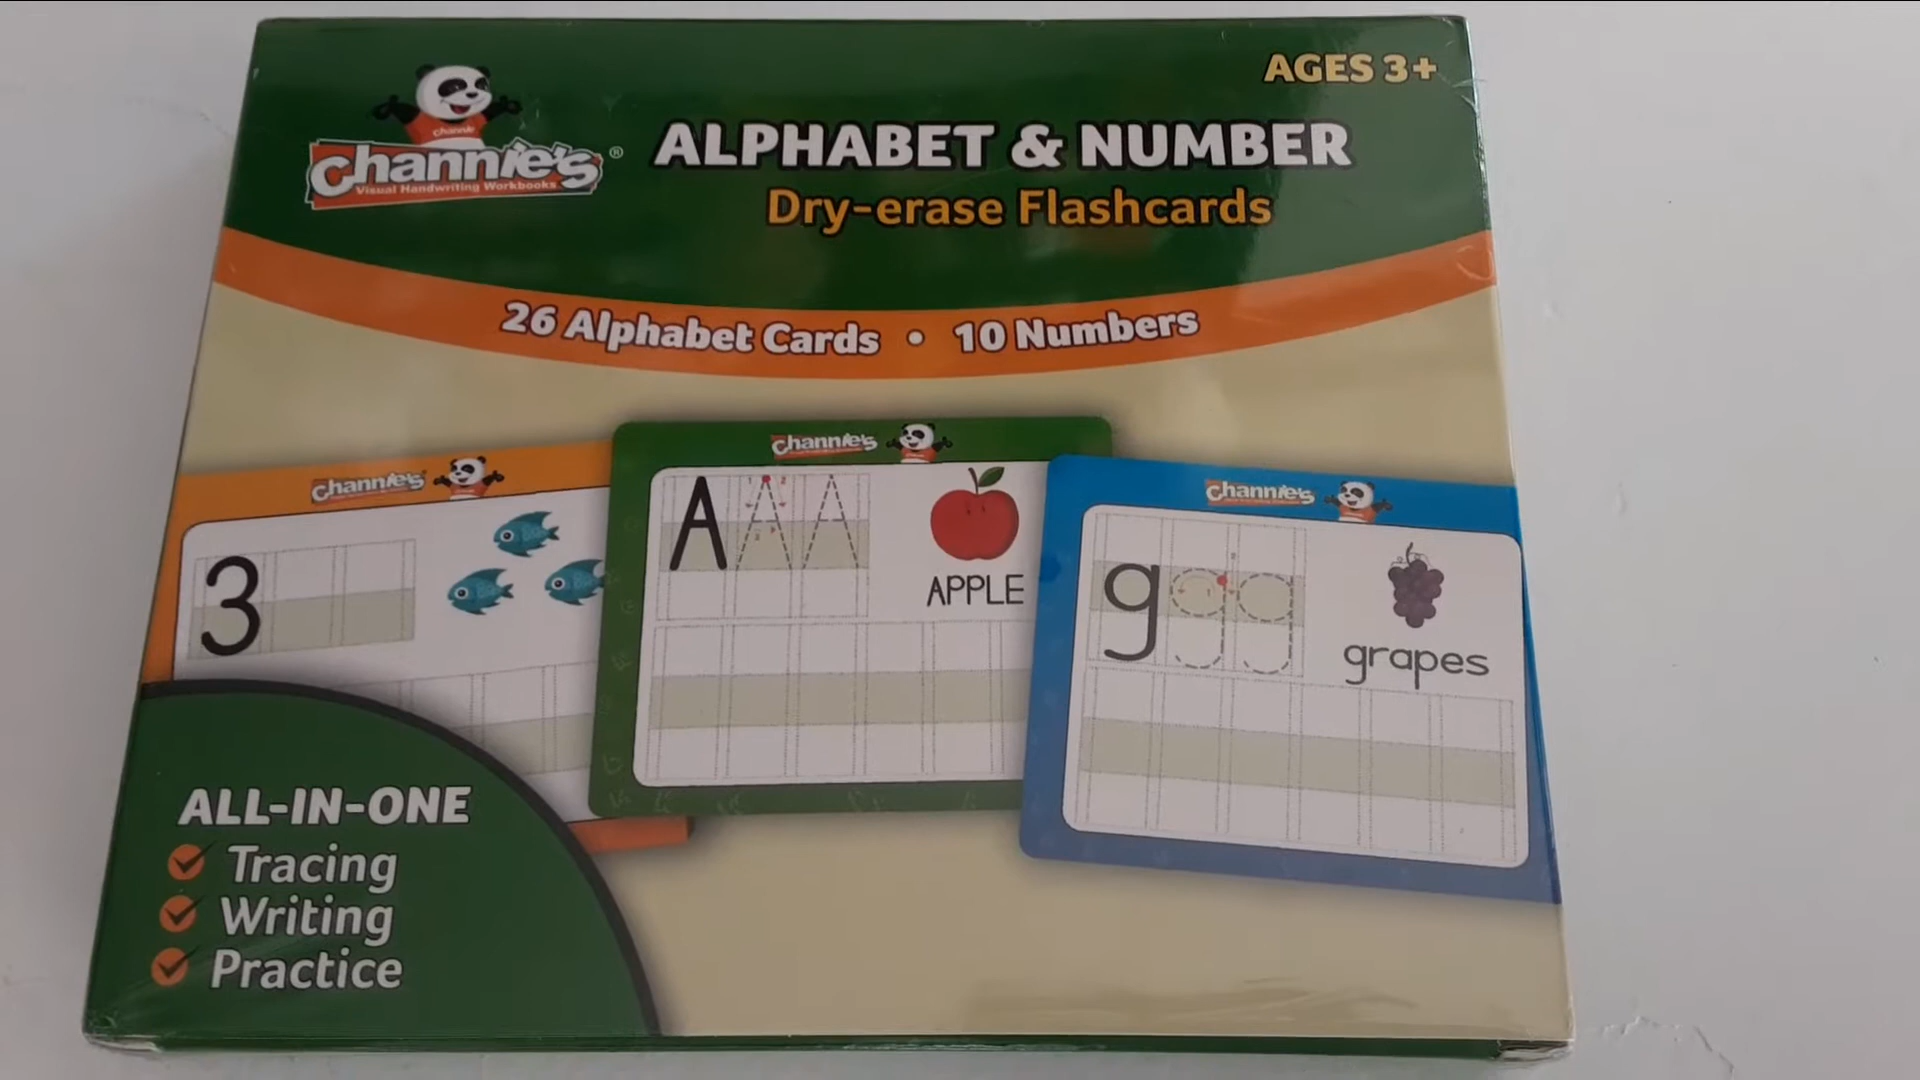 AGES 3+
Channie
Channie's®
Visual Handwriting Workbooks
ALPHABET & NUMBER
Dry-erase Flashcards
26 Alphabet Cards • 10 Numbers
Channie's
3
Channie's
A A A
APPLE
Channie's
g g g
grapes
ALL-IN-ONE
Tracing
Writing
Practice